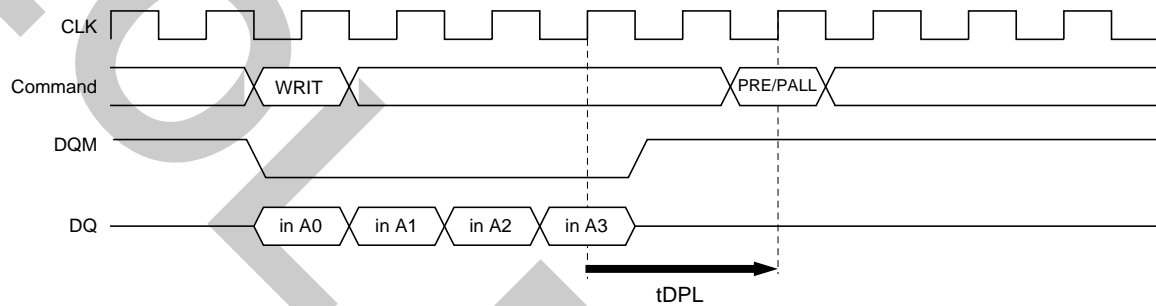 CLK
Command WRIT PRE/PALL
DQM
DQ in A0 in A1 in A2 in A3
tDPL